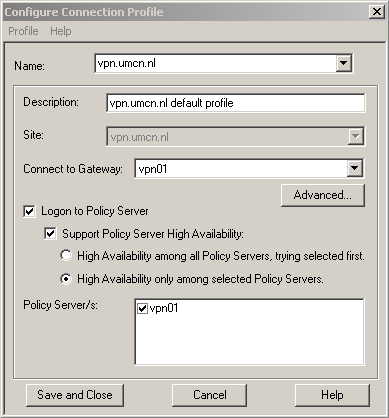 Configure Connection Profile
Profile Help
Name: vpn.umcn.nl
Description: vpn.umcn.nl default profile
Site: vpn.umcn.nl
Connect to Gateway: vpn01
Advanced...
Logon to Policy Server
Support Policy Server High Availability:
High Availability among all Policy Servers, trying selected first.
High Availability only among selected Policy Servers.
Policy Server/s: vpn01
Save and Close Cancel Help